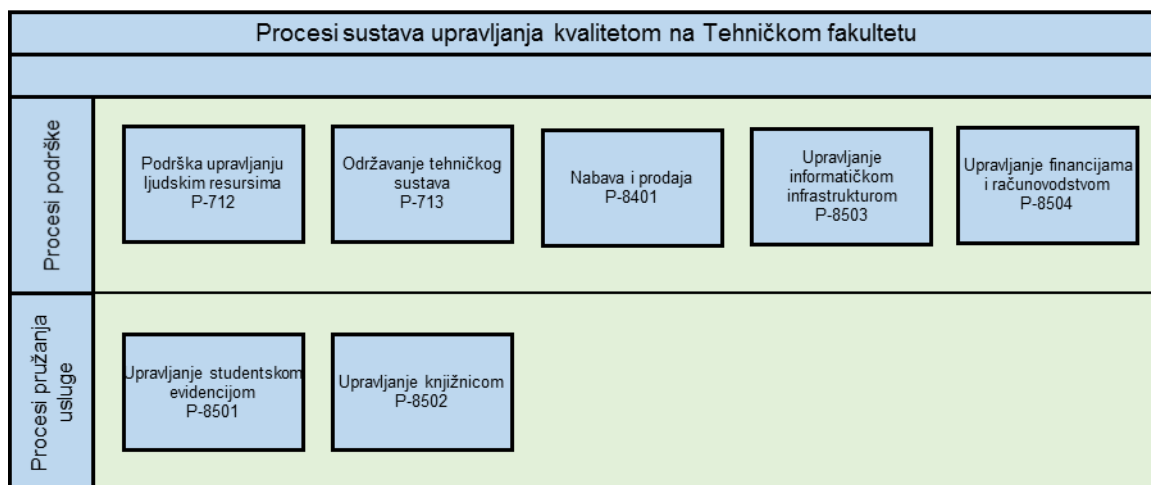 Procesi sustava upravljanja kvalitetom na Tehničkom fakultetu
Procesi podrške
Podrška upravljanju
ljudskim resursima
P-712
Održavanje tehničkog
sustava
P-713
Nabava i prodaja
P-8401
Upravljanje
informatičkom
infrastrukturom
P-8503
Upravljanje financijama
i računovodstvom
P-8504
Procesi pružanja
usluge
Upravljanje studentskom
evidencijom
P-8501
Upravljanje knjižnicom
P-8502